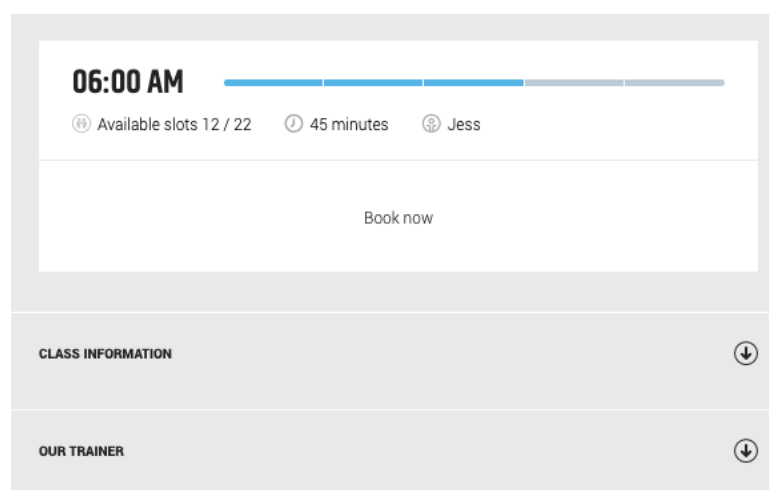 06:00 AM
Available slots 12 / 22 45 minutes Jess
Book now
CLASS INFORMATION
OUR TRAINER